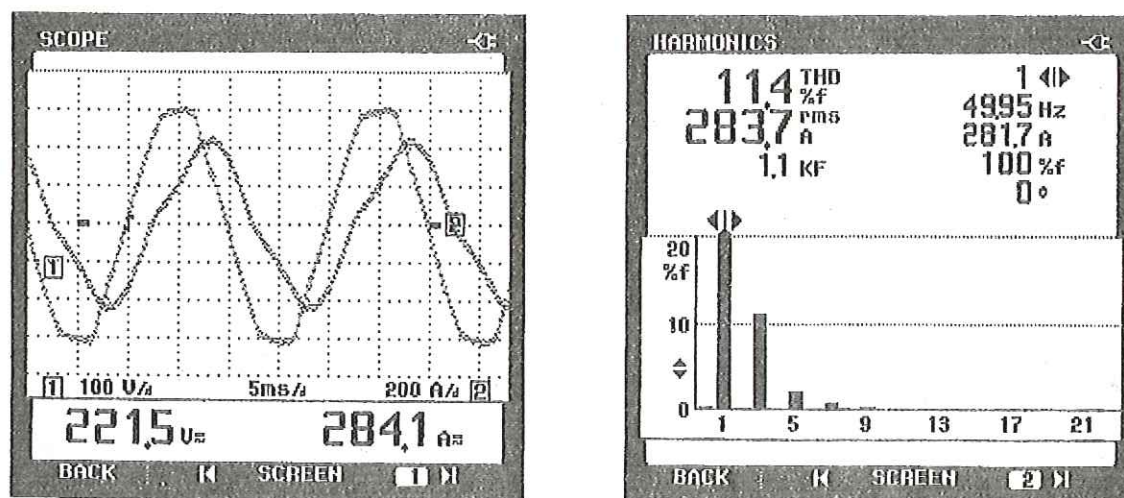 SCOPE
1
2
1 100 V/d 5ms/d 200 A/d 2
221,5 V≂ 284,1 A≂
BACK SCREEN 1
HARMONICS
11,4 THD %f
283,7 rms A
1,1 KF
1
49,95 Hz
281,7 A
100 %f
0 °
20
%f
10
0
1 5 9 13 17 21
BACK SCREEN 2